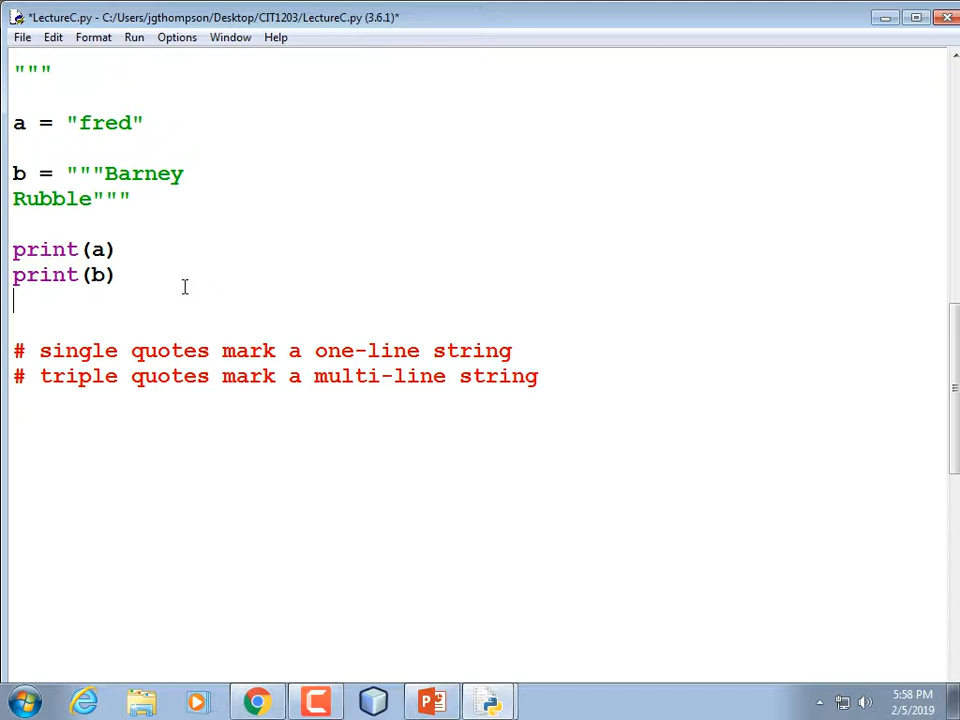 *LectureC.py - C:/Users/jgthompson/Desktop/CIT1203/LectureC.py (3.6.1)*
File Edit Format Run Options Window Help
"""
a = "fred"
b = """Barney
Rubble"""
print(a)
print(b)
# single quotes mark a one-line string
# triple quotes mark a multi-line string
5:58 PM
2/5/2019